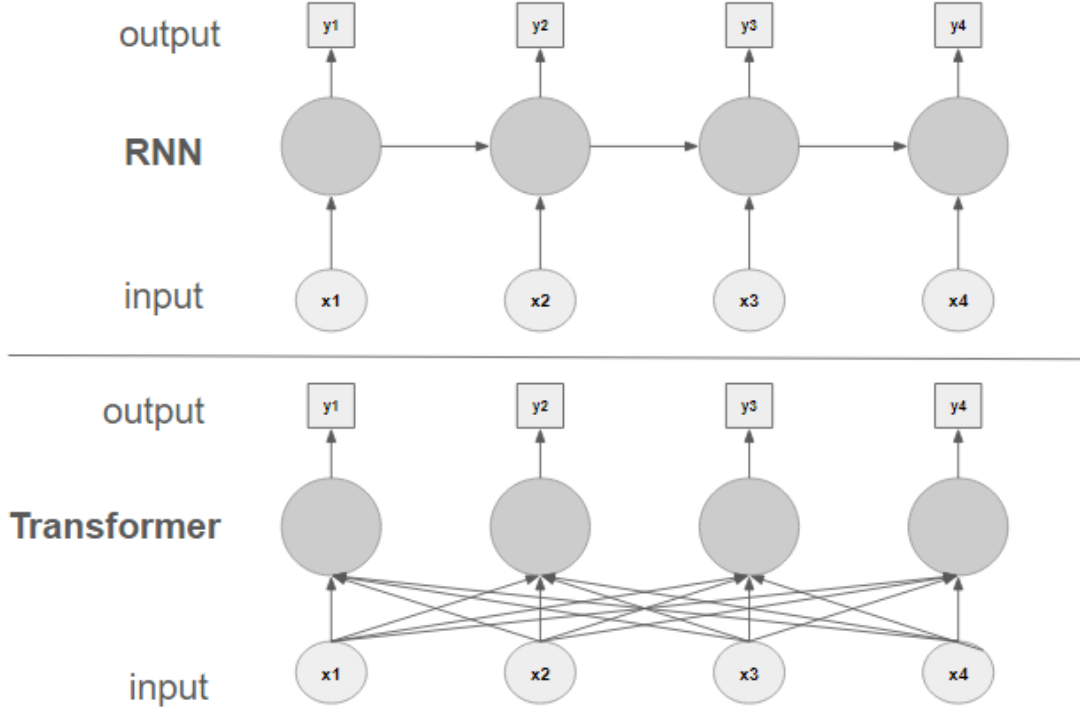 output
y1 y2 y3 y4
RNN
input
x1 x2 x3 x4
output
y1 y2 y3 y4
Transformer
input
x1 x2 x3 x4